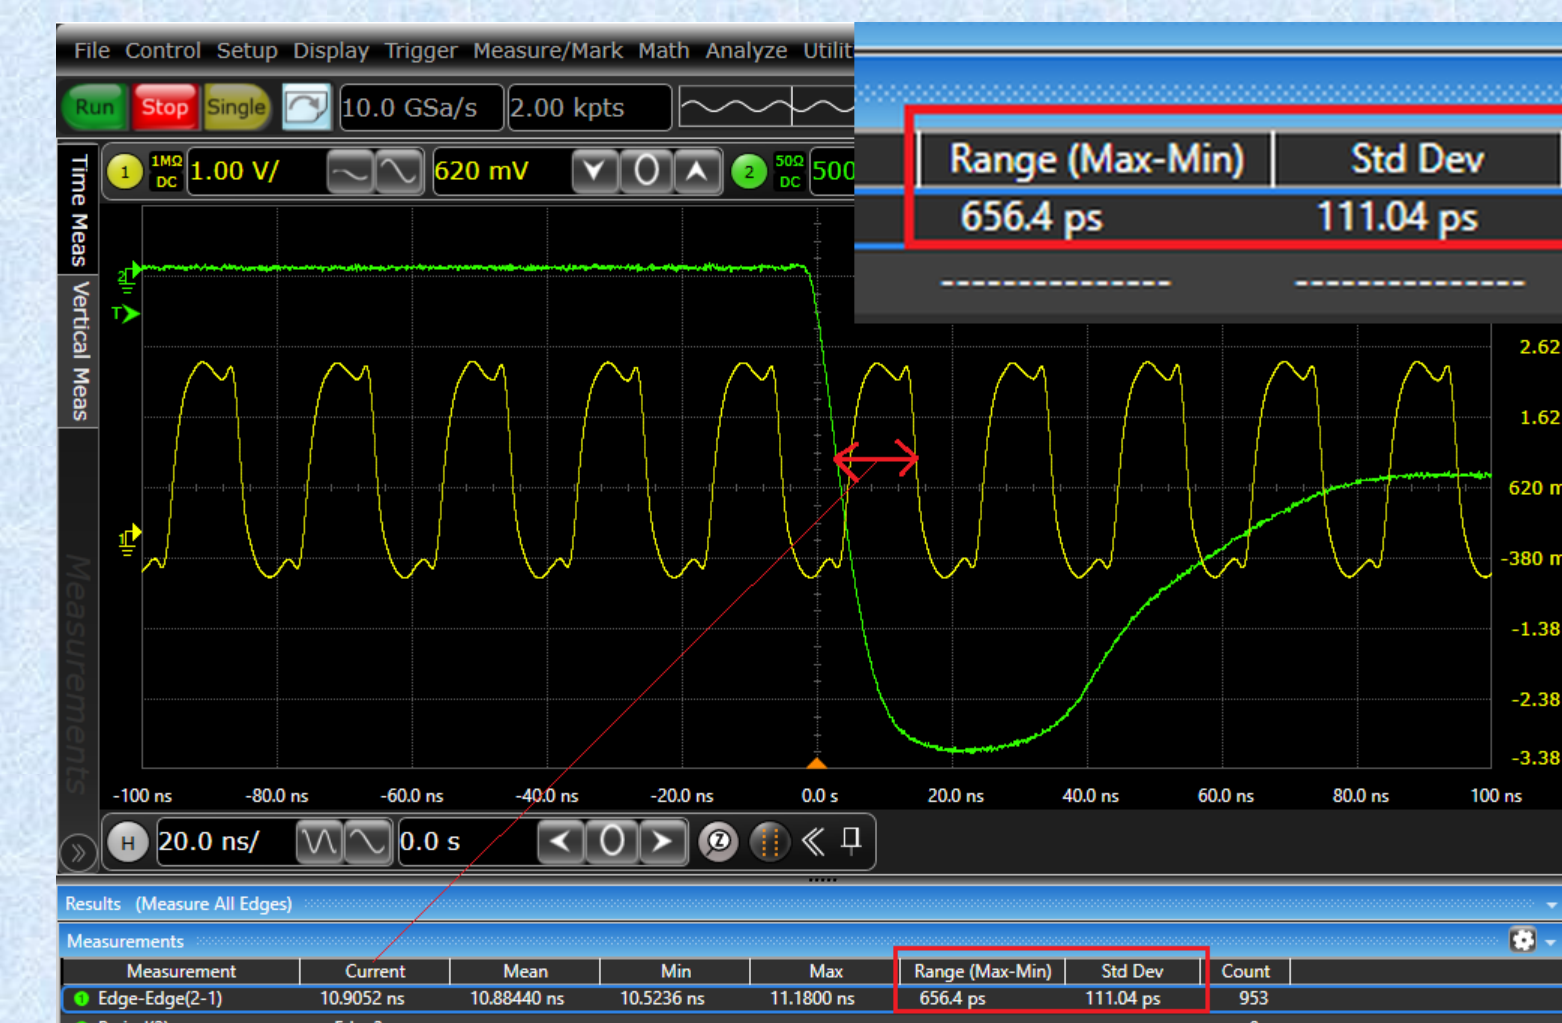 File Control Setup Display Trigger Measure/Mark Math Analyze Utilit
Run Stop Single 10.0 GSa/s 2.00 kpts
1 1MΩ DC 1.00 V/ 620 mV 2 50Ω DC 500
Range (Max-Min) Std Dev
656.4 ps 111.04 ps
--------------- ---------------
Time Meas
Vertical Meas
Measurements
2
T
1
2.62
1.62
620 m
-380 m
-1.38
-2.38
-3.38
-100 ns -80.0 ns -60.0 ns -40.0 ns -20.0 ns 0.0 s 20.0 ns 40.0 ns 60.0 ns 80.0 ns 100 ns
H 20.0 ns/ 0.0 s 0 Z
Results (Measure All Edges)
Measurements
Measurement Current Mean Min Max Range (Max-Min) Std Dev Count
1 Edge-Edge(2-1) 10.9052 ns 10.88440 ns 10.5236 ns 11.1800 ns 656.4 ps 111.04 ps 953